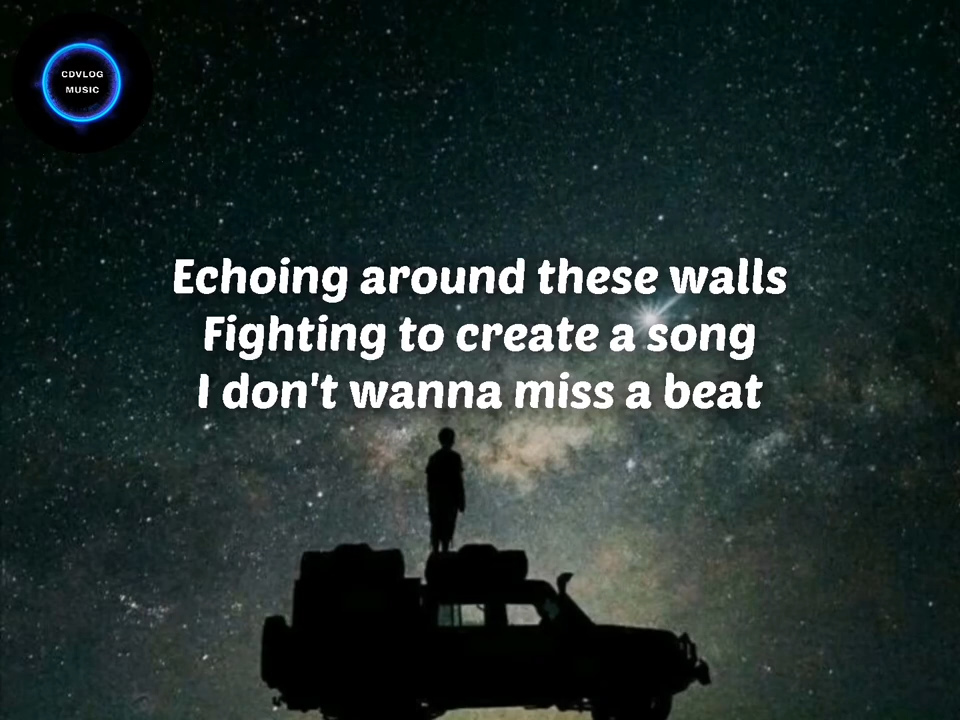 CDVLOG
MUSIC
Echoing around these walls
Fighting to create a song
I don't wanna miss a beat